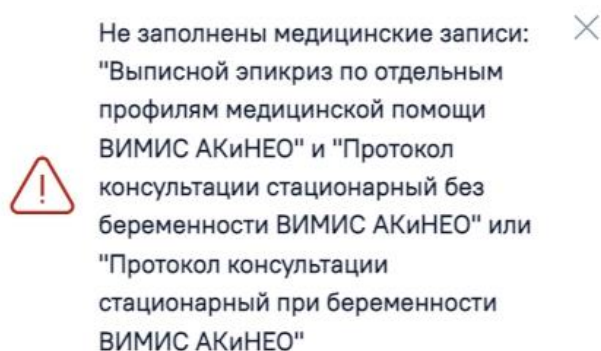 Не заполнены медицинские записи:
"Выписной эпикриз по отдельным
профилям медицинской помощи
ВИМИС АКиНЕО" и "Протокол
консультации стационарный без
беременности ВИМИС АКиНЕО" или
"Протокол консультации
стационарный при беременности
ВИМИС АКиНЕО"